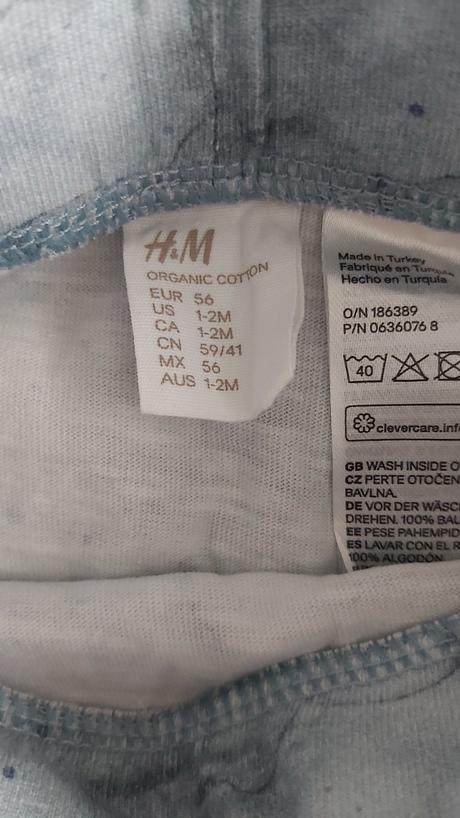 H&M
ORGANIC COTTON
EUR 56
US 1-2M
CA 1-2M
CN 59/41
MX 56
AUS 1-2M
Made in Turkey
Fabriqué en Turquie
Hecho en Turquía
O/N 186389
P/N 0636076 8
40
clevercare.info
GB WASH INSIDE O
CZ PERTE OTOČEN
BAVLNA.
DE VOR DER WÄSC
DREHEN. 100% BAU
EE PESE PAHEMPID
ES LAVAR CON EL R
100% ALGODÓN